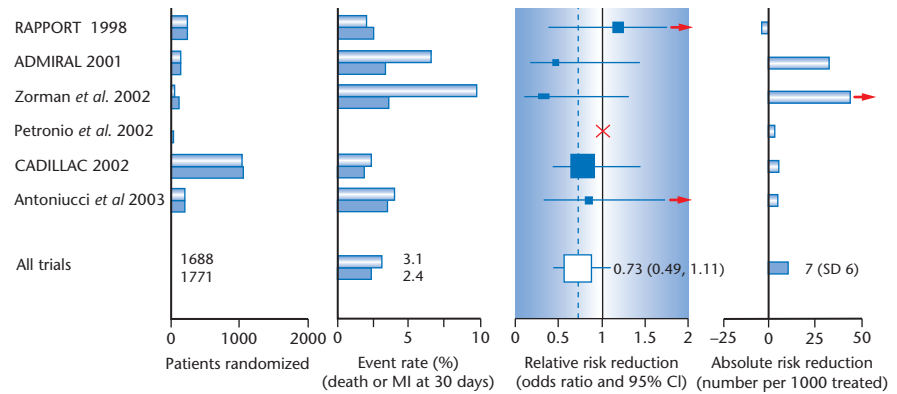 RAPPORT 1998
ADMIRAL 2001
Zorman et al. 2002
Petronio et al. 2002
CADILLAC 2002
Antoniucci et al 2003
All trials
1688
1771
3.1
2.4
0.73 (0.49, 1.11)
7 (SD 6)
0 1000 2000
Patients randomized
0 5 10
Event rate (%)
(death or MI at 30 days)
0 0.5 1 1.5 2
Relative risk reduction
(odds ratio and 95% CI)
−25 0 25 50
Absolute risk reduction
(number per 1000 treated)